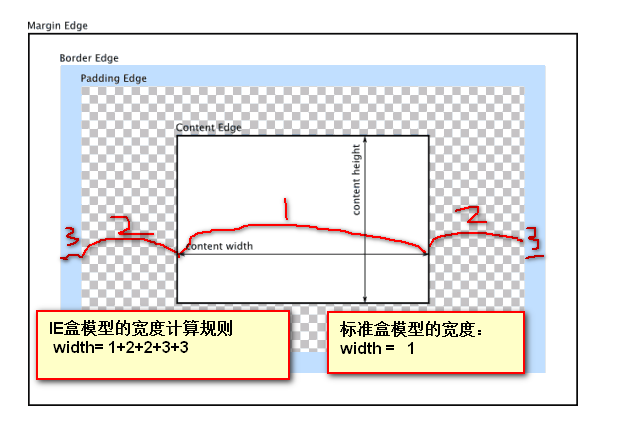 Margin Edge
Border Edge
Padding Edge
Content Edge
content height
1
2
2
3
3
content width
IE盒模型的宽度计算规则
width= 1+2+2+3+3
标准盒模型的宽度：
width = 1